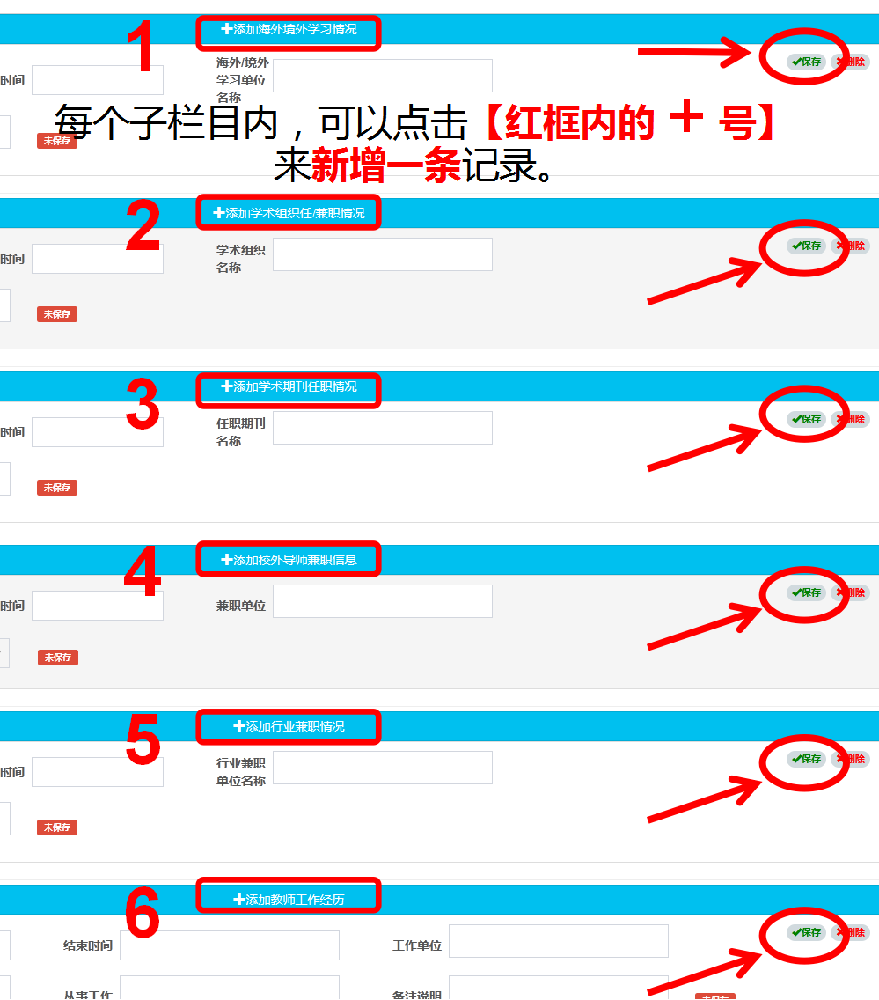 1
+添加海外境外学习情况
时间
海外/境外
学习单位
名称
✔保存
✖删除
每个子栏目内，可以点击【红框内的 + 号】
未保存
来新增一条记录。
2
+添加学术组织任/兼职情况
时间
学术组织
名称
✔保存
✖删除
未保存
3
+添加学术期刊任职情况
时间
任职期刊
名称
✔保存
✖删除
未保存
4
+添加校外导师兼职信息
时间
兼职单位
✔保存
✖删除
未保存
5
+添加行业兼职情况
时间
行业兼职
单位名称
✔保存
✖删除
未保存
6
+添加教师工作经历
结束时间
工作单位
✔保存
✖删除
从事工作
备注说明
未保存